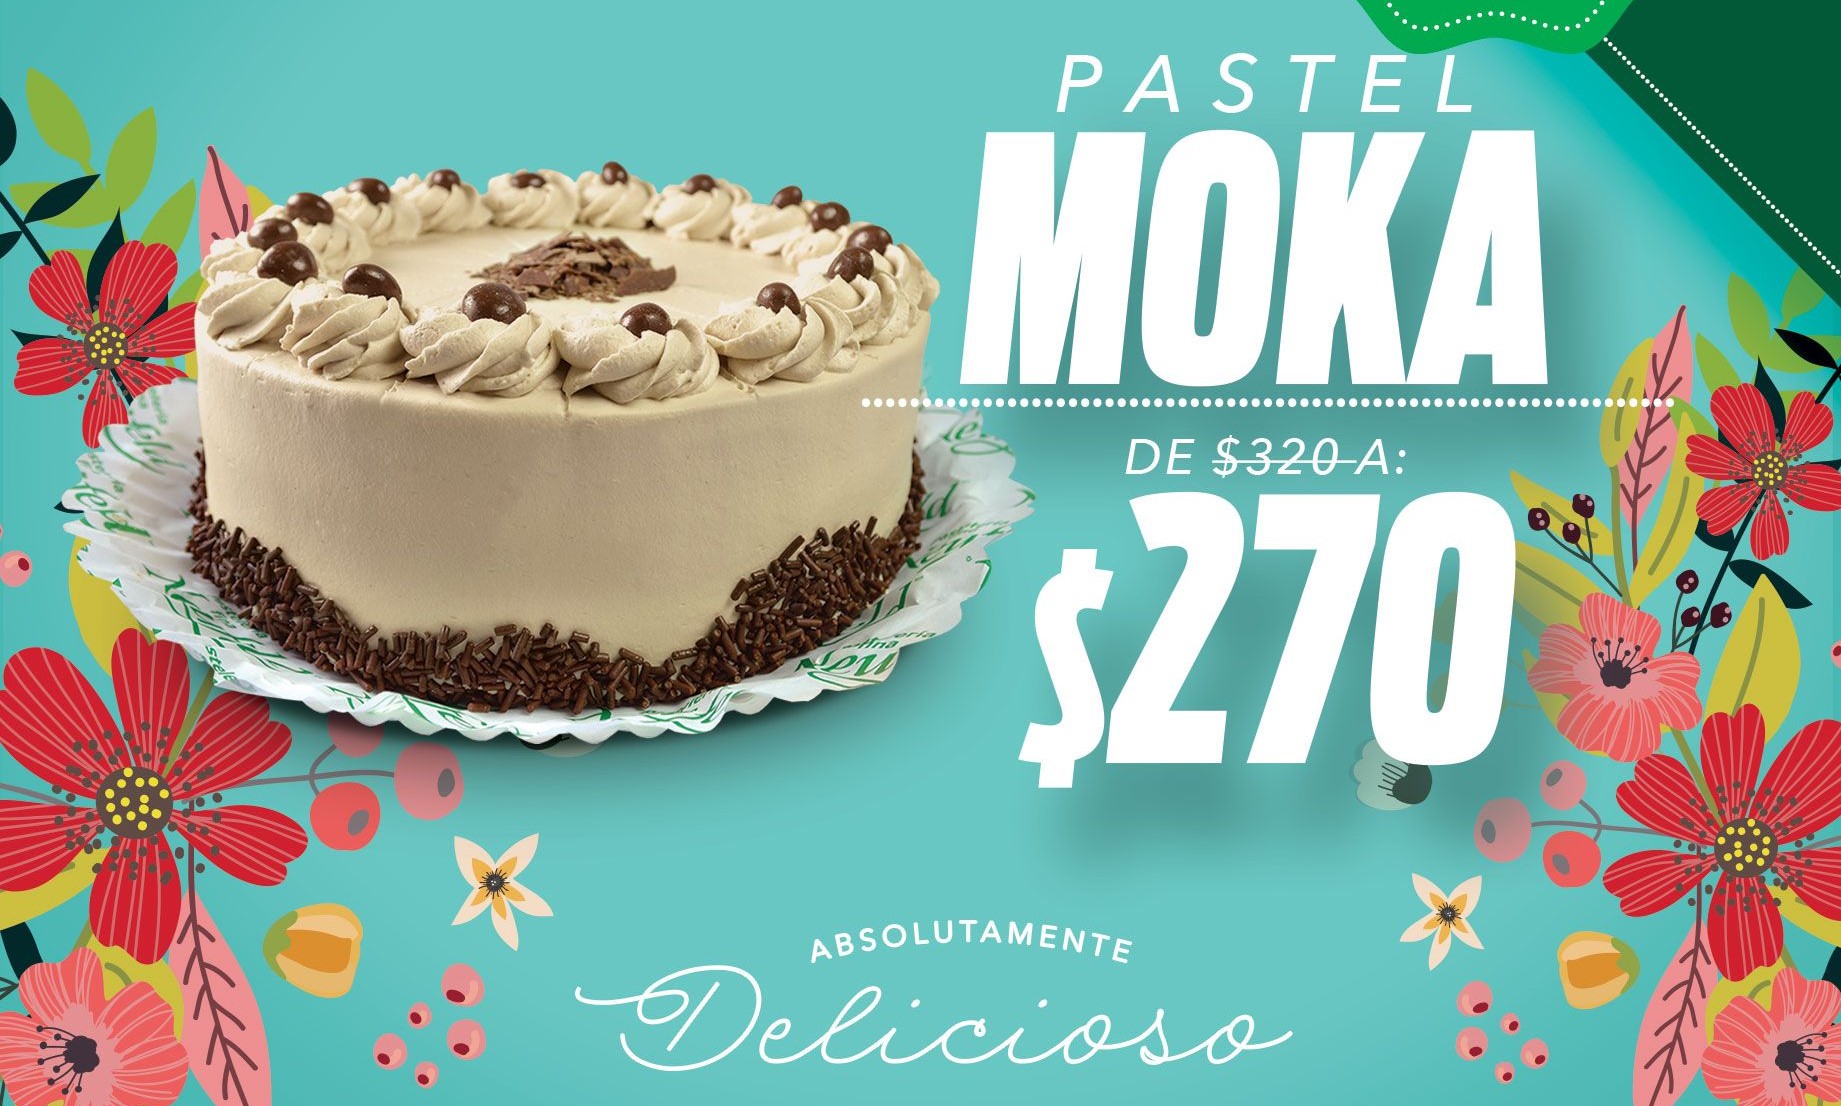 PASTEL
MOKA
DE $320 A:
$270
ABSOLUTAMENTE
Delicioso